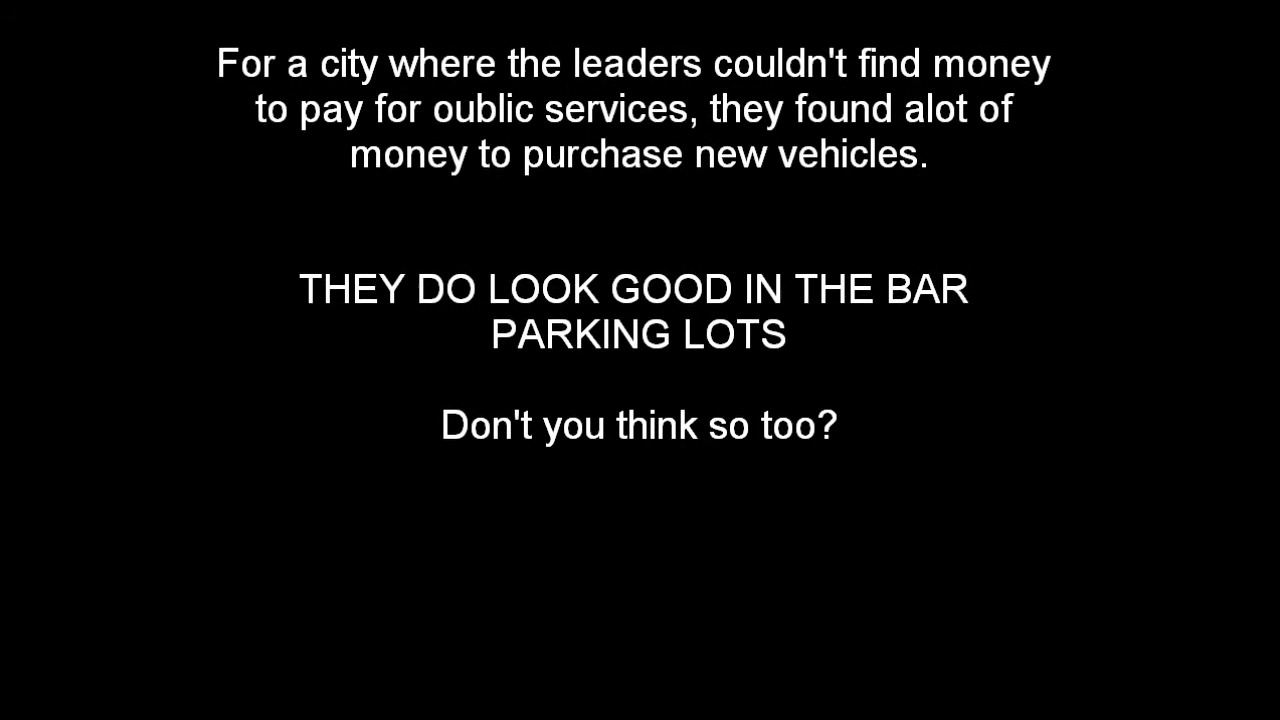 For a city where the leaders couldn't find money
to pay for oublic services, they found alot of
money to purchase new vehicles.
THEY DO LOOK GOOD IN THE BAR
PARKING LOTS
Don't you think so too?